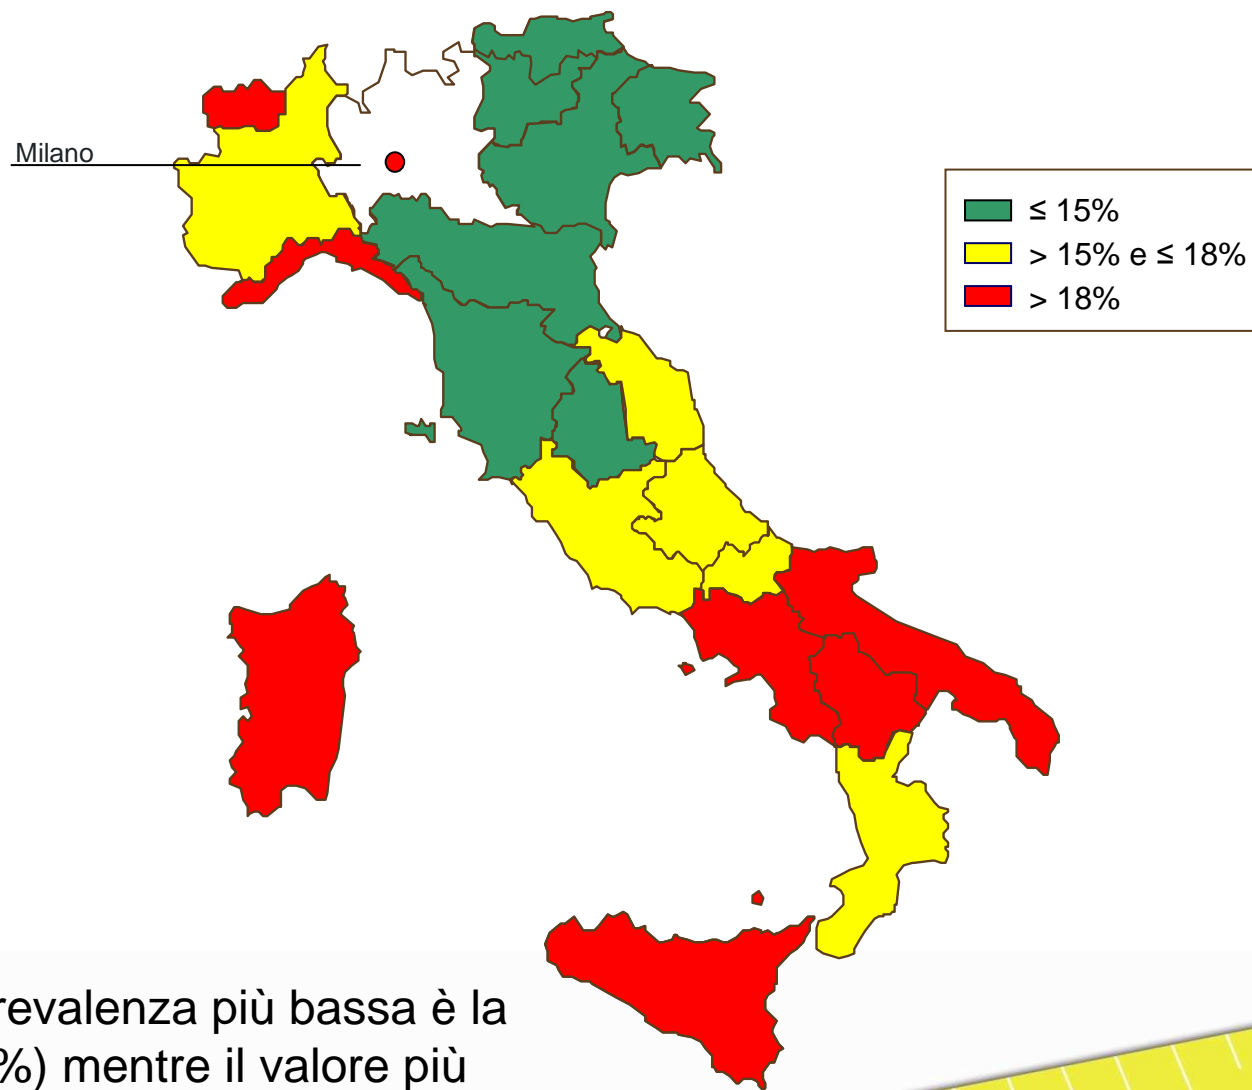 Milano
≤ 15%
> 15% e ≤ 18%
> 18%
revalenza più bassa è la
%) mentre il valore più